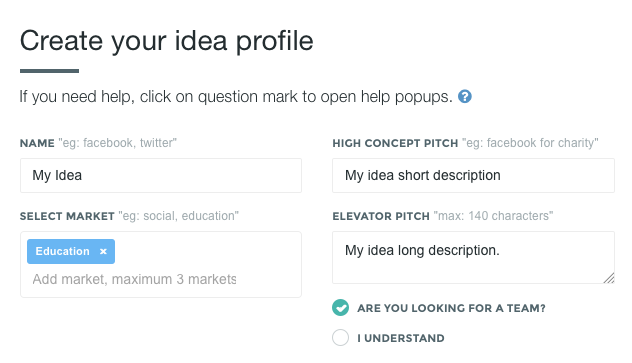 Create your idea profile
If you need help, click on question mark to open help popups. ?
NAME "eg: facebook, twitter"
My Idea
SELECT MARKET "eg: social, education"
Education ×
Add market, maximum 3 markets
HIGH CONCEPT PITCH "eg: facebook for charity"
My idea short description
ELEVATOR PITCH "max: 140 characters"
My idea long description.
ARE YOU LOOKING FOR A TEAM?
I UNDERSTAND